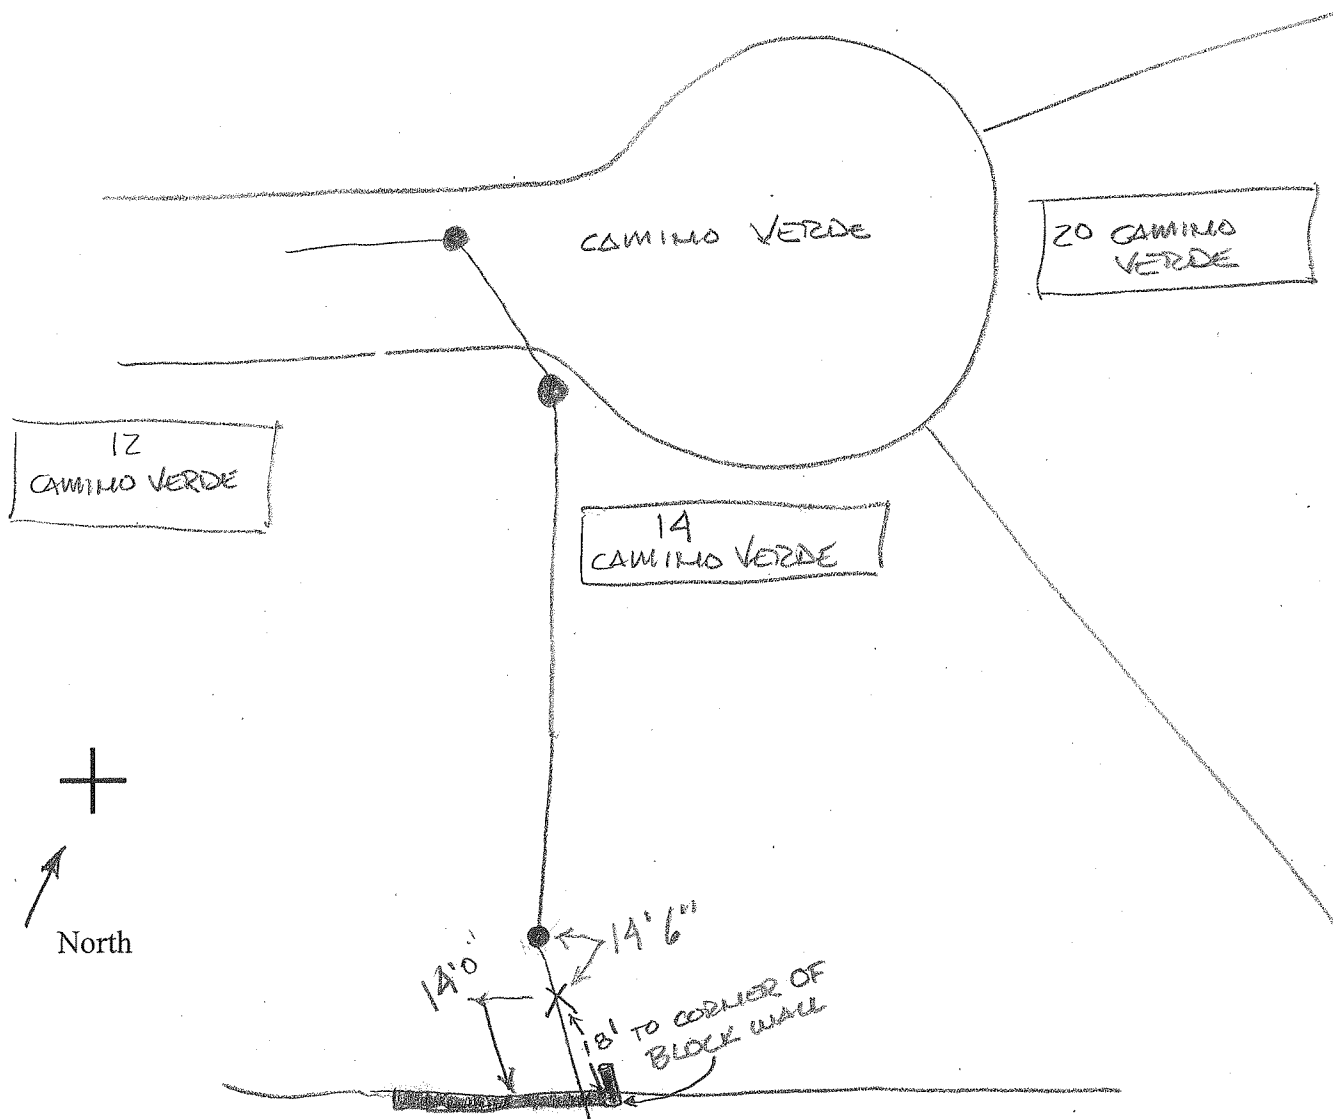 CAMINO VERDE
20 CAMINO
VERDE
12
CAMINO VERDE
14
CAMINO VERDE
North
14'6"
14'0"
18' TO CORNER OF
BLOCK WALL